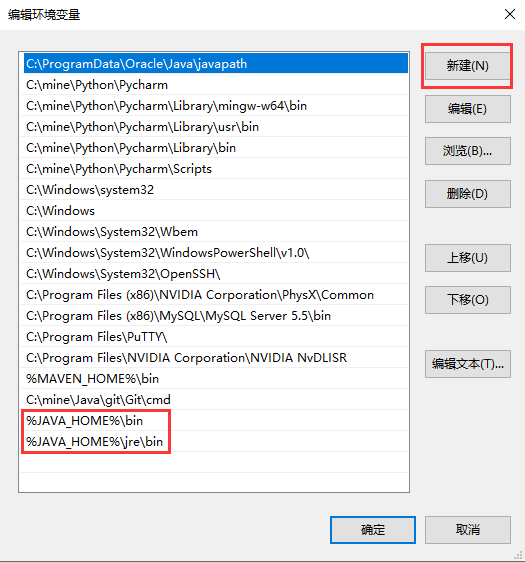 编辑环境变量
C:\ProgramData\Oracle\Java\javapath
C:\mine\Python\Pycharm
C:\mine\Python\Pycharm\Library\mingw-w64\bin
C:\mine\Python\Pycharm\Library\usr\bin
C:\mine\Python\Pycharm\Library\bin
C:\mine\Python\Pycharm\Scripts
C:\Windows\system32
C:\Windows
C:\Windows\System32\Wbem
C:\Windows\System32\WindowsPowerShell\v1.0\
C:\Windows\System32\OpenSSH\
C:\Program Files (x86)\NVIDIA Corporation\PhysX\Common
C:\Program Files (x86)\MySQL\MySQL Server 5.5\bin
C:\Program Files\PuTTY\
C:\Program Files\NVIDIA Corporation\NVIDIA NvDLISR
%MAVEN_HOME%\bin
C:\mine\Java\git\Git\cmd
%JAVA_HOME%\bin
%JAVA_HOME%\jre\bin
新建(N)
编辑(E)
浏览(B)...
删除(D)
上移(U)
下移(O)
编辑文本(T)...
确定
取消